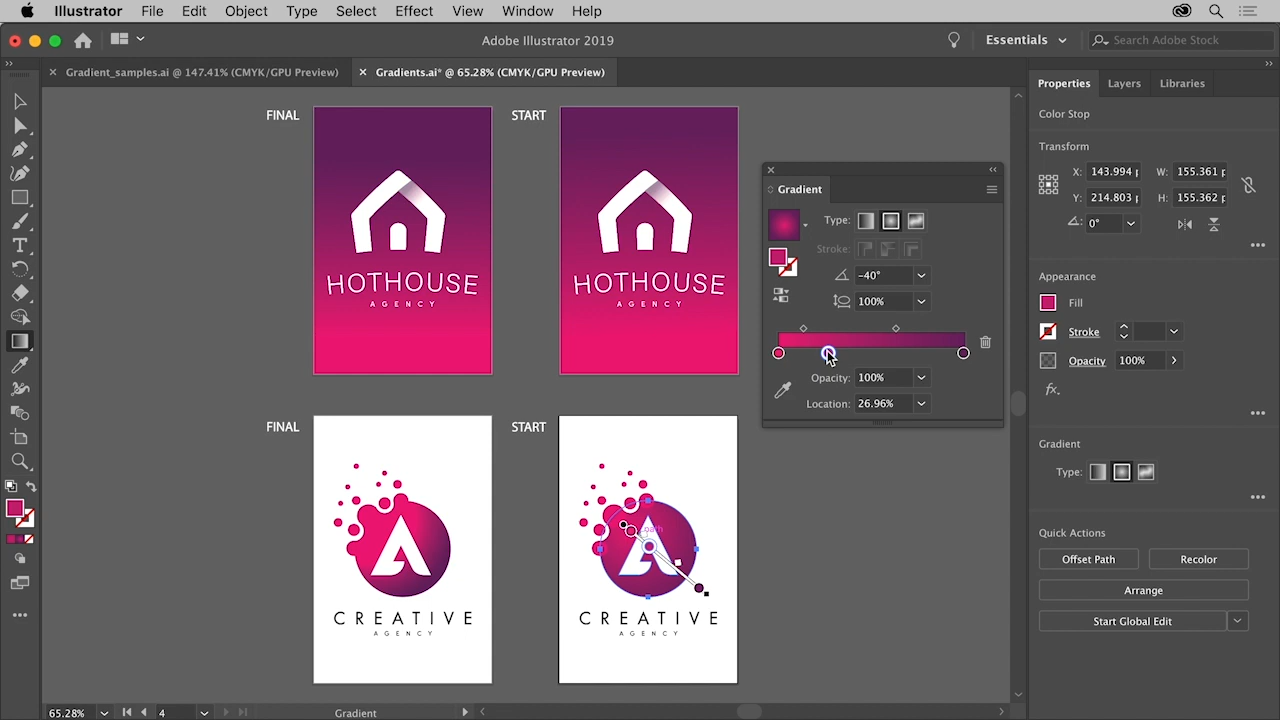 Illustrator File Edit Object Type Select Effect View Window Help
Adobe Illustrator 2019
Essentials
Search Adobe Stock
Gradient_samples.ai @ 147.41% (CMYK/GPU Preview)
Gradients.ai* @ 65.28% (CMYK/GPU Preview)
Properties Layers Libraries
Color Stop
Transform
X: 143.994 p W: 155.361 p
Y: 214.803 p H: 155.362 p
0°
Appearance
Fill
Stroke
Opacity 100%
fx.
Gradient
Type:
Quick Actions
Offset Path Recolor
Arrange
Start Global Edit
FINAL
HOTHOUSE
AGENCY
START
HOTHOUSE
AGENCY
Gradient
Type:
Stroke:
-40°
100%
Opacity: 100%
Location: 26.96%
FINAL
A
CREATIVE
AGENCY
START
path
A
CREATIVE
AGENCY
65.28% 4 Gradient